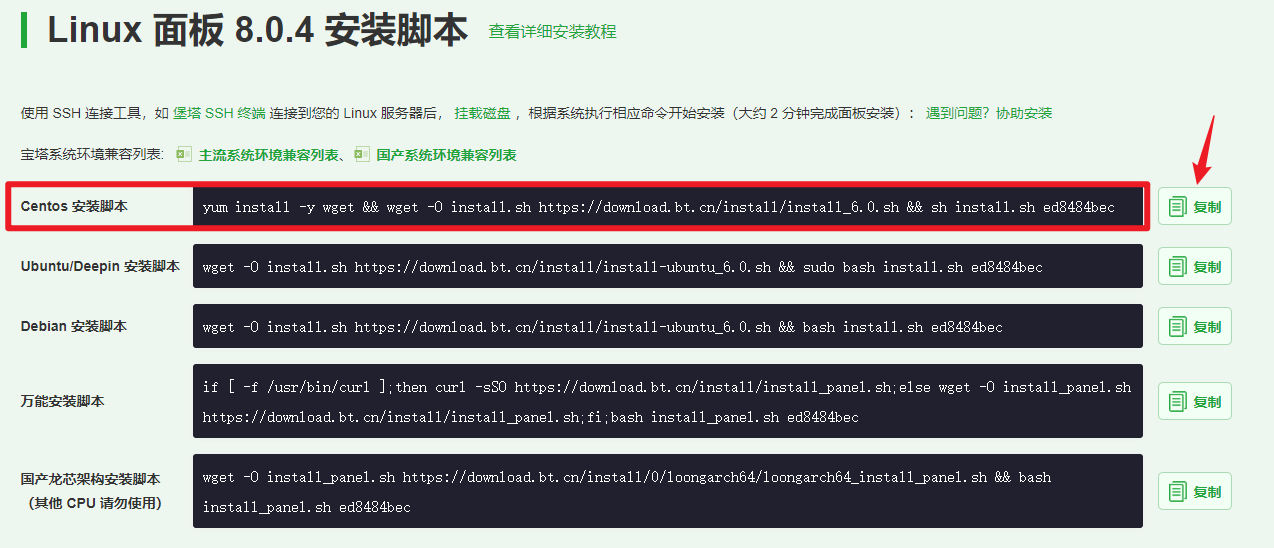 Linux 面板 8.0.4 安装脚本 查看详细安装教程
使用 SSH 连接工具，如 堡塔 SSH 终端 连接到您的 Linux 服务器后， 挂载磁盘 ，根据系统执行相应命令开始安装（大约 2 分钟完成面板安装）： 遇到问题？协助安装
宝塔系统环境兼容列表: 主流系统环境兼容列表、 国产系统环境兼容列表
Centos 安装脚本 yum install -y wget && wget -O install.sh https://download.bt.cn/install/install_6.0.sh && sh install.sh ed8484bec 复制
Ubuntu/Deepin 安装脚本 wget -O install.sh https://download.bt.cn/install/install-ubuntu_6.0.sh && sudo bash install.sh ed8484bec 复制
Debian 安装脚本 wget -O install.sh https://download.bt.cn/install/install-ubuntu_6.0.sh && bash install.sh ed8484bec 复制
万能安装脚本 if [ -f /usr/bin/curl ];then curl -sSO https://download.bt.cn/install/install_panel.sh;else wget -O install_panel.sh
https://download.bt.cn/install/install_panel.sh;fi;bash install_panel.sh ed8484bec 复制
国产龙芯架构安装脚本 wget -O install_panel.sh https://download.bt.cn/install/0/loongarch64/loongarch64_install_panel.sh && bash
（其他 CPU 请勿使用） install_panel.sh ed8484bec 复制